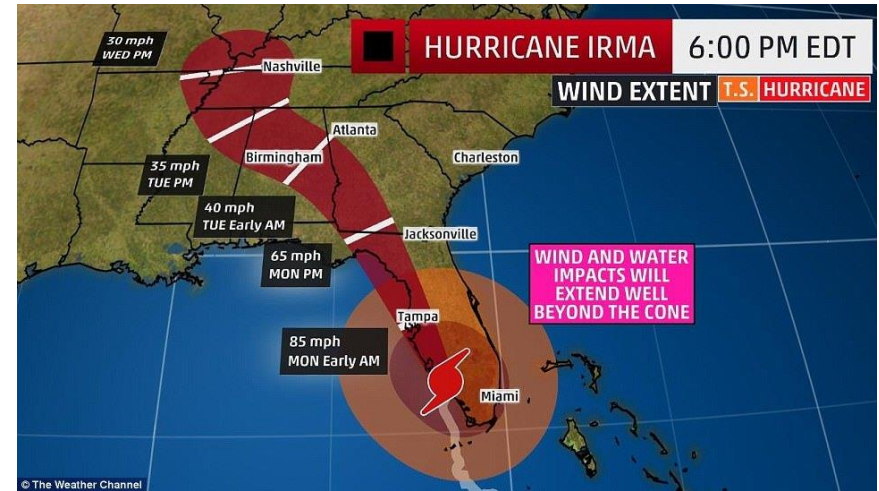 HURRICANE IRMA
6:00 PM EDT
WIND EXTENT
T.S.
HURRICANE
30 mph
WED PM
Nashville
Atlanta
Birmingham
Charleston
35 mph
TUE PM
40 mph
TUE Early AM
Jacksonville
65 mph
MON PM
WIND AND WATER
IMPACTS WILL
EXTEND WELL
BEYOND THE CONE
Tampa
85 mph
MON Early AM
Miami
© The Weather Channel